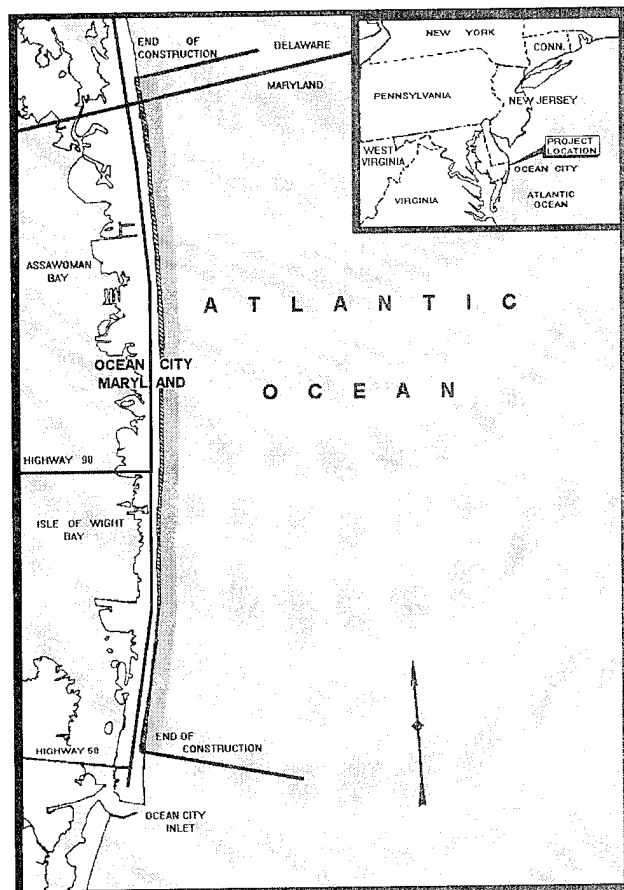 END OF
CONSTRUCTION
DELAWARE
MARYLAND
NEW YORK
CONN.
PENNSYLVANIA
NEW JERSEY
WEST
VIRGINIA
PROJECT
LOCATION
OCEAN CITY
VIRGINIA
ATLANTIC
OCEAN
ASSAWOMAN
BAY
ATLANTIC
OCEAN CITY
MARYLAND
OCEAN
HIGHWAY 90
ISLE OF WIGHT
BAY
END OF
CONSTRUCTION
HIGHWAY 50
OCEAN CITY
INLET